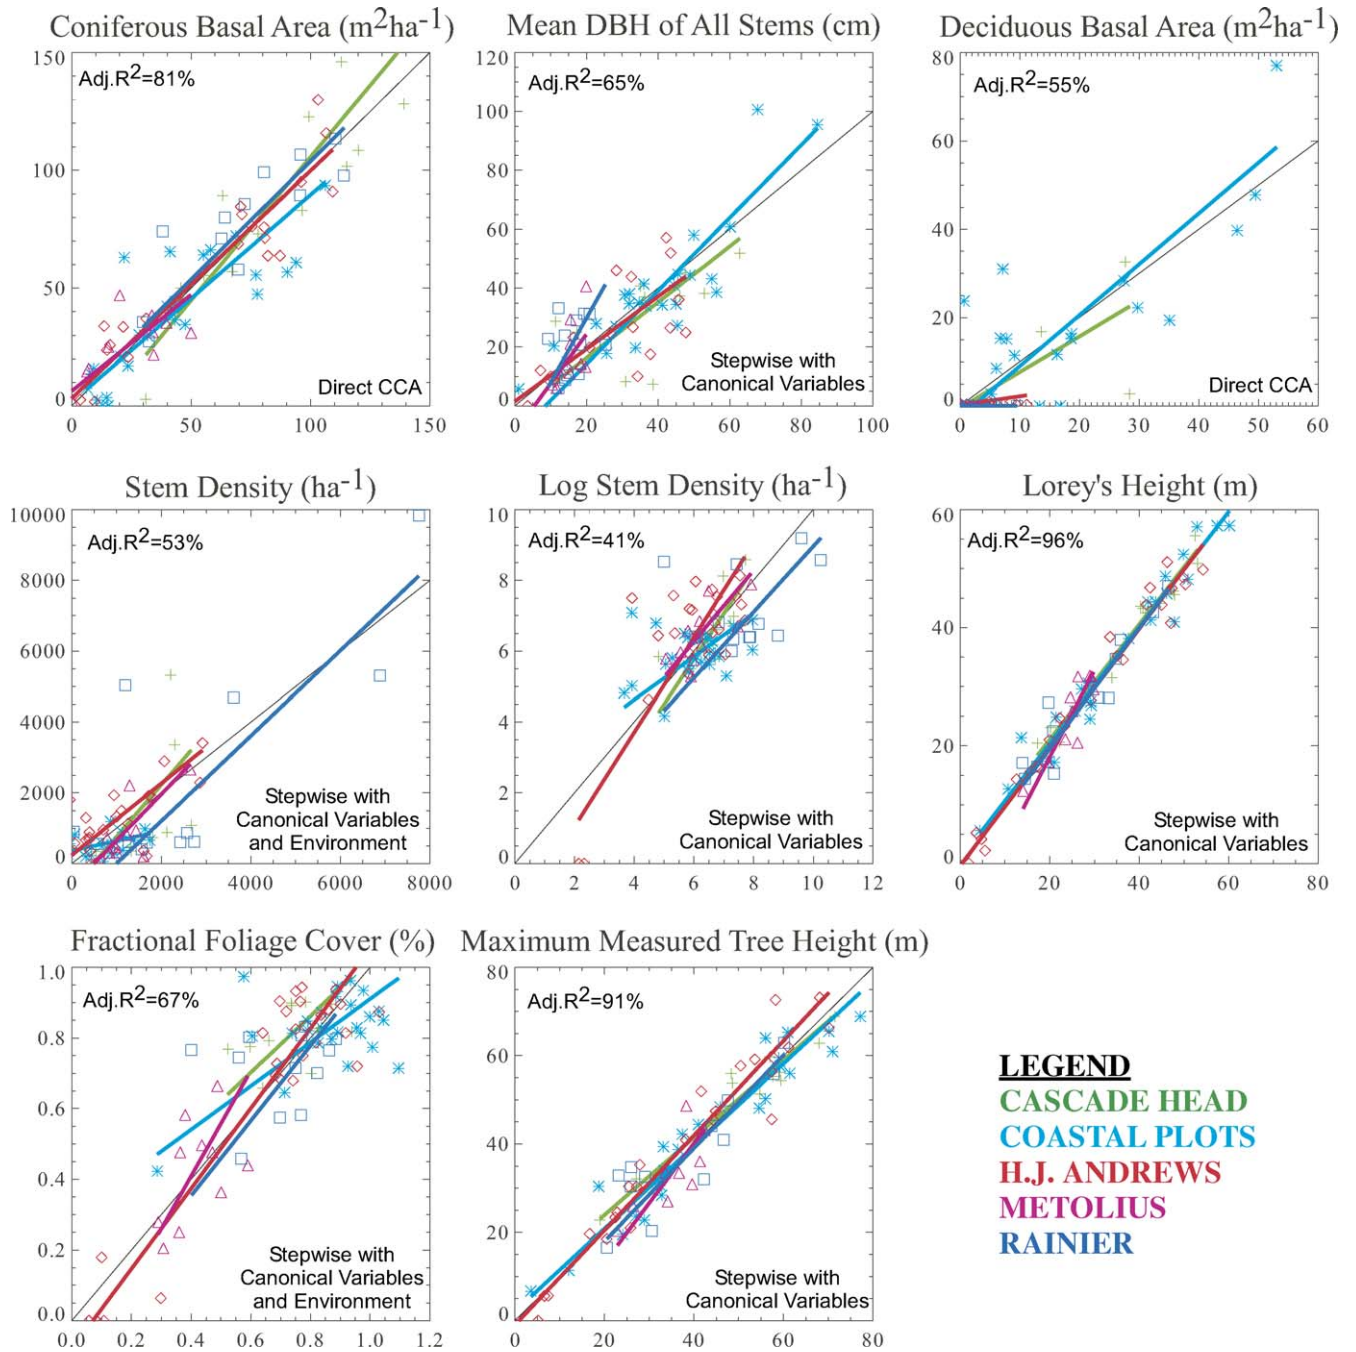 Coniferous Basal Area (m2ha-1)
Adj.R2=81%
150
100
50
0
0 50 100 150
Direct CCA
Mean DBH of All Stems (cm)
Adj.R2=65%
120
100
80
60
40
20
0
0 20 40 60 80 100
Stepwise with
Canonical Variables
Deciduous Basal Area (m2ha-1)
Adj.R2=55%
80
60
40
20
0
0 10 20 30 40 50 60
Direct CCA
Stem Density (ha-1)
Adj.R2=53%
10000
8000
6000
4000
2000
0
0 2000 4000 6000 8000
Stepwise with
Canonical Variables
and Environment
Log Stem Density (ha-1)
Adj.R2=41%
10
8
6
4
2
0
0 2 4 6 8 10 12
Stepwise with
Canonical Variables
Lorey's Height (m)
Adj.R2=96%
60
40
20
0
0 20 40 60 80
Stepwise with
Canonical Variables
Fractional Foliage Cover (%)
Adj.R2=67%
1.0
0.8
0.6
0.4
0.2
0.0
0.0 0.2 0.4 0.6 0.8 1.0 1.2
Stepwise with
Canonical Variables
and Environment
Maximum Measured Tree Height (m)
Adj.R2=91%
80
60
40
20
0
0 20 40 60 80
Stepwise with
Canonical Variables
LEGEND
CASCADE HEAD
COASTAL PLOTS
H.J. ANDREWS
METOLIUS
RAINIER